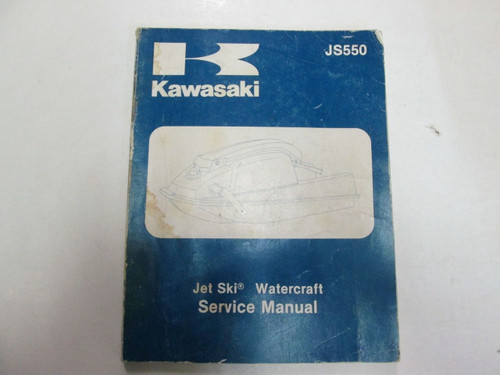 JS550
Kawasaki
Jet Ski® Watercraft
Service Manual